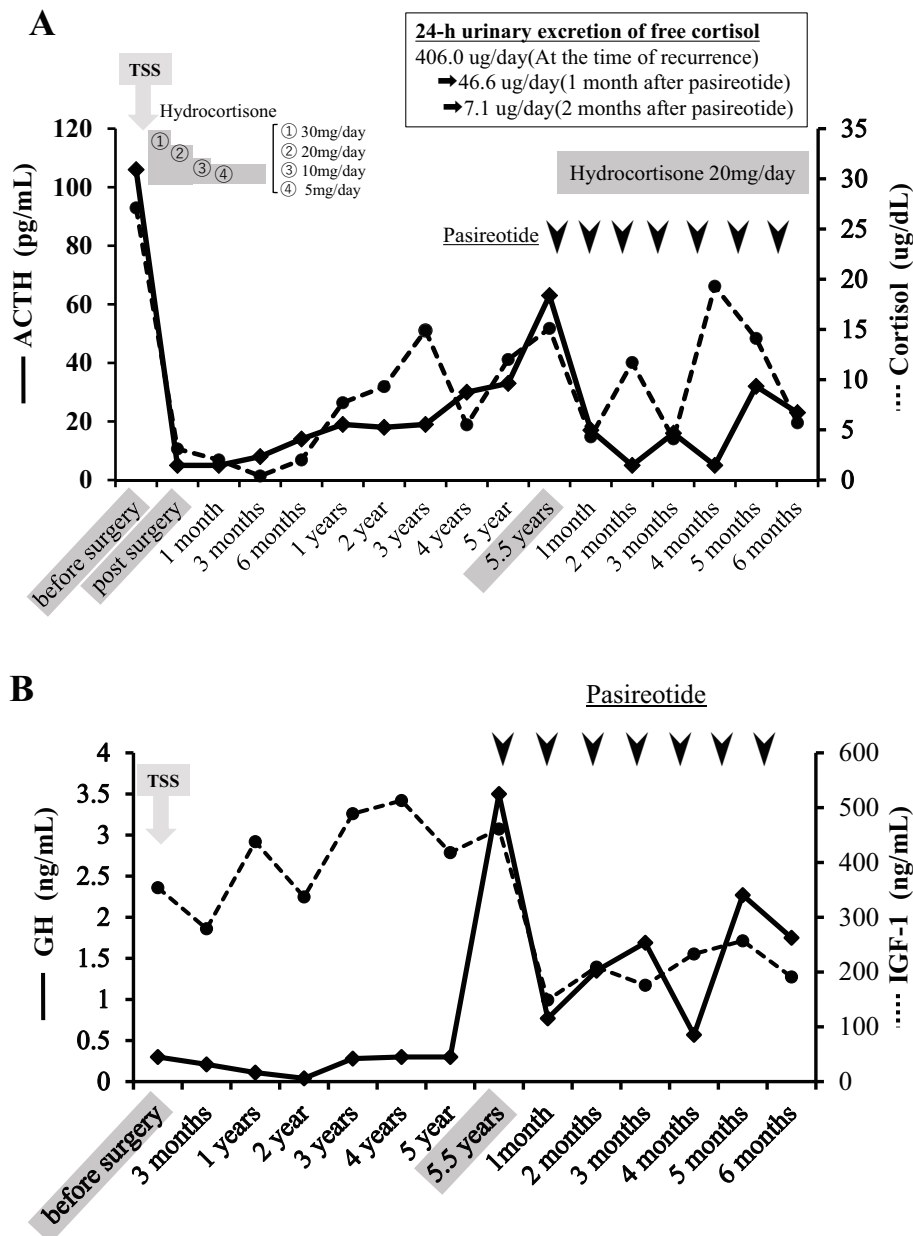 A
24-h urinary excretion of free cortisol
406.0 ug/day(At the time of recurrence)
➡46.6 ug/day(1 month after pasireotide)
➡7.1 ug/day(2 months after pasireotide)
TSS
Hydrocortisone
① ② ③ ④
① 30mg/day
② 20mg/day
③ 10mg/day
④ 5mg/day
Hydrocortisone 20mg/day
Pasireotide
ACTH (pg/mL)
120
100
80
60
40
20
0
Cortisol (ug/dL)
35
30
25
20
15
10
5
0
before surgery
post surgery
1 month
3 months
6 months
1 years
2 year
3 years
4 years
5 year
5.5 years
1month
2 months
3 months
4 months
5 months
6 months
B
Pasireotide
TSS
GH (ng/mL)
4
3.5
3
2.5
2
1.5
1
0.5
0
IGF-1 (ng/mL)
600
500
400
300
200
100
0
before surgery
3 months
1 years
2 year
3 years
4 years
5 year
5.5 years
1month
2 months
3 months
4 months
5 months
6 months